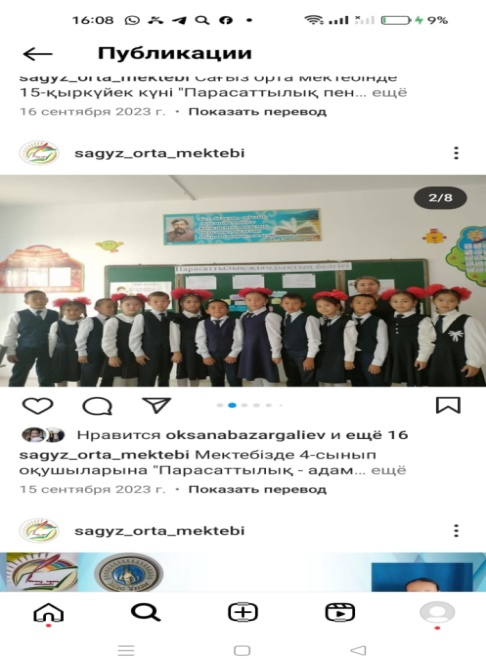 16:08
9%
Публикации
sagyz_orta_mektebi Сағыз орта мектебінде
15-қыркүйек күні "Парасаттылық пен... ещё
16 сентября 2023 г. • Показать перевод
sagyz_orta_mektebi
2/8
Нравится oksanabazargaliev и ещё 16
sagyz_orta_mektebi Мектебізде 4-сынып
оқушыларына "Парасаттылық - адам... ещё
15 сентября 2023 г. • Показать перевод
sagyz_orta_mektebi